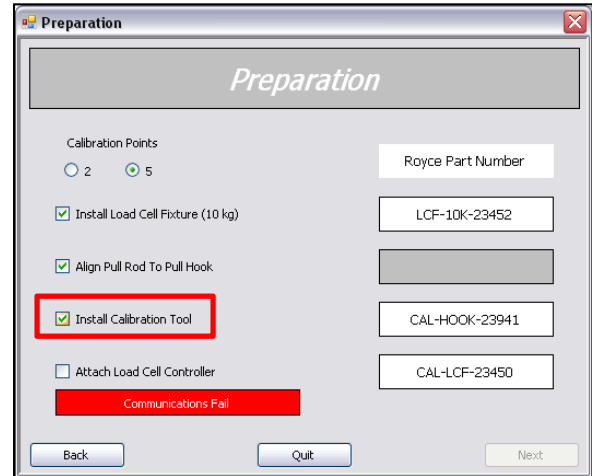 Preparation
Preparation
Calibration Points
2 5
Royce Part Number
Install Load Cell Fixture (10 kg)
LCF-10K-23452
Align Pull Rod To Pull Hook
Install Calibration Tool
CAL-HOOK-23941
Attach Load Cell Controller
CAL-LCF-23450
Communications Fail
Back Quit Next